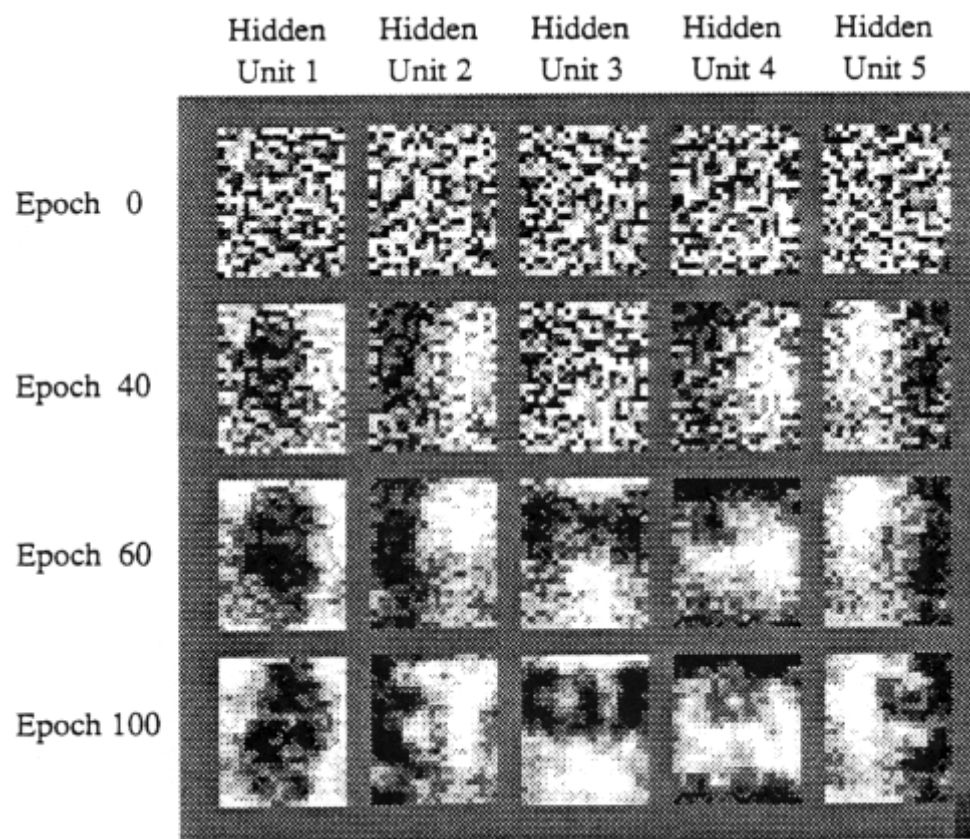 Hidden Hidden Hidden Hidden Hidden
Unit 1 Unit 2 Unit 3 Unit 4 Unit 5
Epoch 0
Epoch 40
Epoch 60
Epoch 100